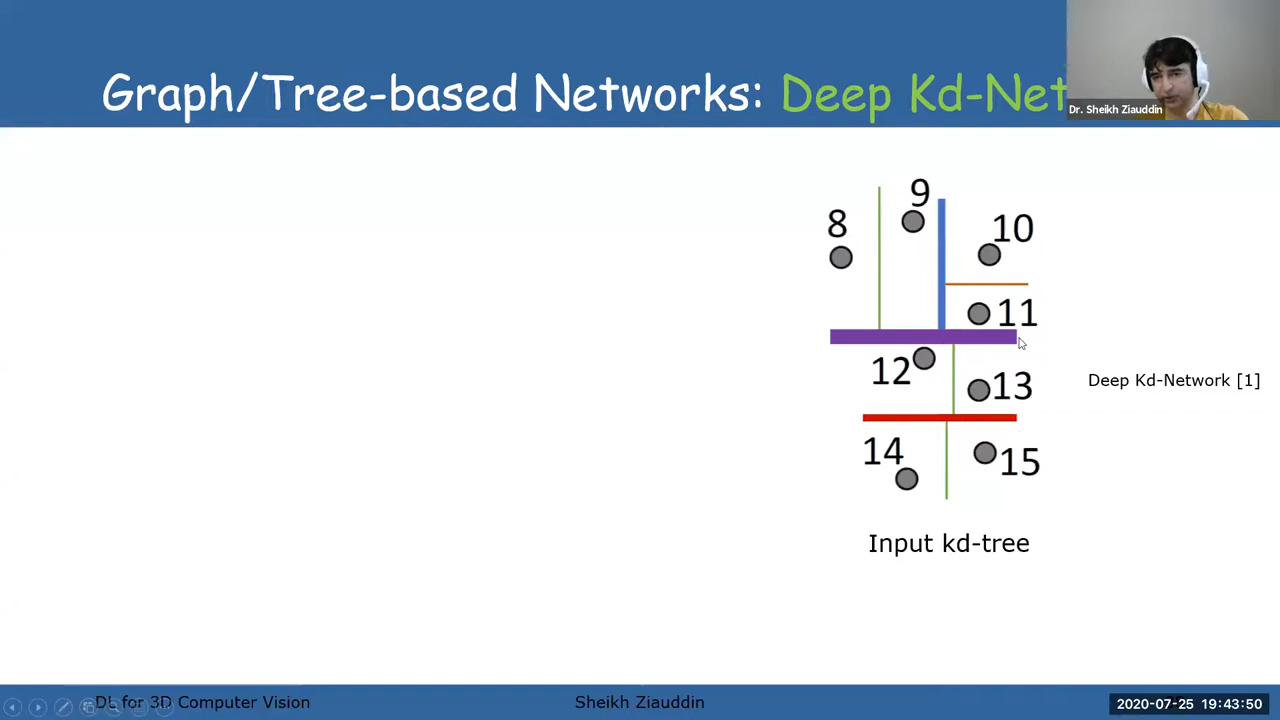 Graph/Tree-based Networks: Deep Kd-Net
Dr. Sheikh Ziauddin
9
8
10
11
12
13
Deep Kd-Network [1]
14
15
Input kd-tree
DL for 3D Computer Vision
Sheikh Ziauddin
2020-07-25 19:43:50